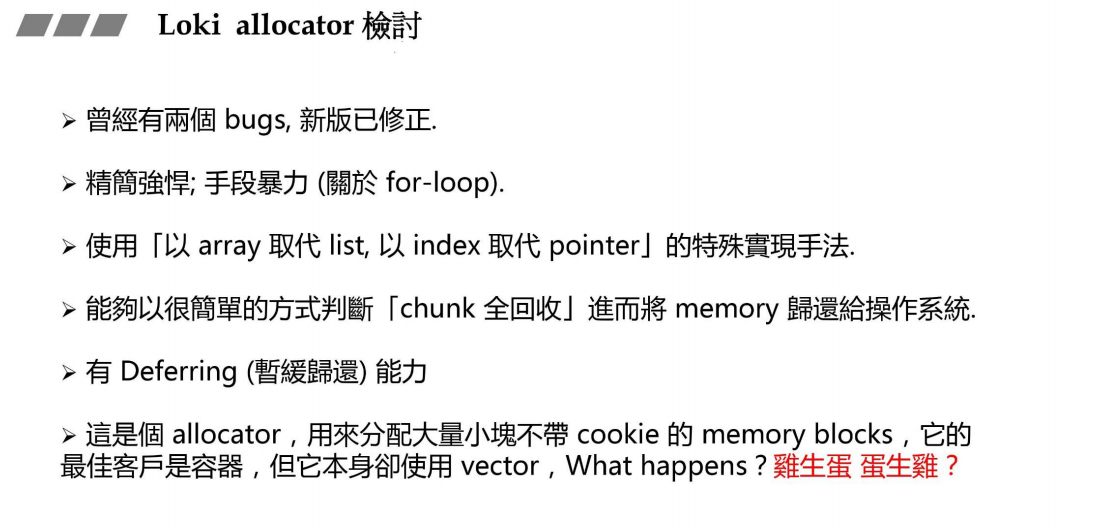 Loki allocator 檢討
➢ 曾經有兩個 bugs, 新版已修正.
➢ 精簡強悍; 手段暴力 (關於 for-loop).
➢ 使用「以 array 取代 list, 以 index 取代 pointer」的特殊實現手法.
➢ 能夠以很簡單的方式判斷「chunk 全回收」進而將 memory 歸還給操作系統.
➢ 有 Deferring (暫緩歸還) 能力
➢ 這是個 allocator，用來分配大量小塊不帶 cookie 的 memory blocks，它的
最佳客戶是容器，但它本身卻使用 vector，What happens？雞生蛋 蛋生雞？